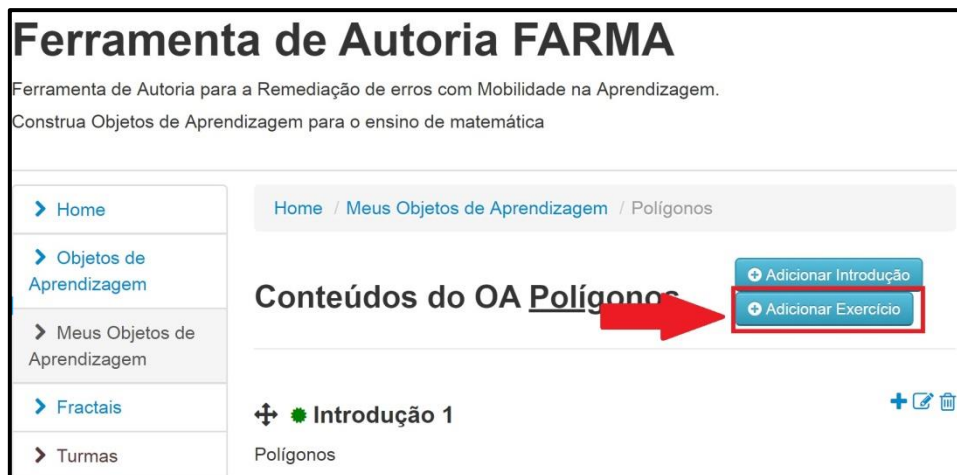 Ferramenta de Autoria FARMA
Ferramenta de Autoria para a Remediação de erros com Mobilidade na Aprendizagem.
Construa Objetos de Aprendizagem para o ensino de matemática
Home
Objetos de
Aprendizagem
Meus Objetos de
Aprendizagem
Fractais
Turmas
Home / Meus Objetos de Aprendizagem / Polígonos
Conteúdos do OA Polígonos
Adicionar Introdução
Adicionar Exercício
Introdução 1
Polígonos